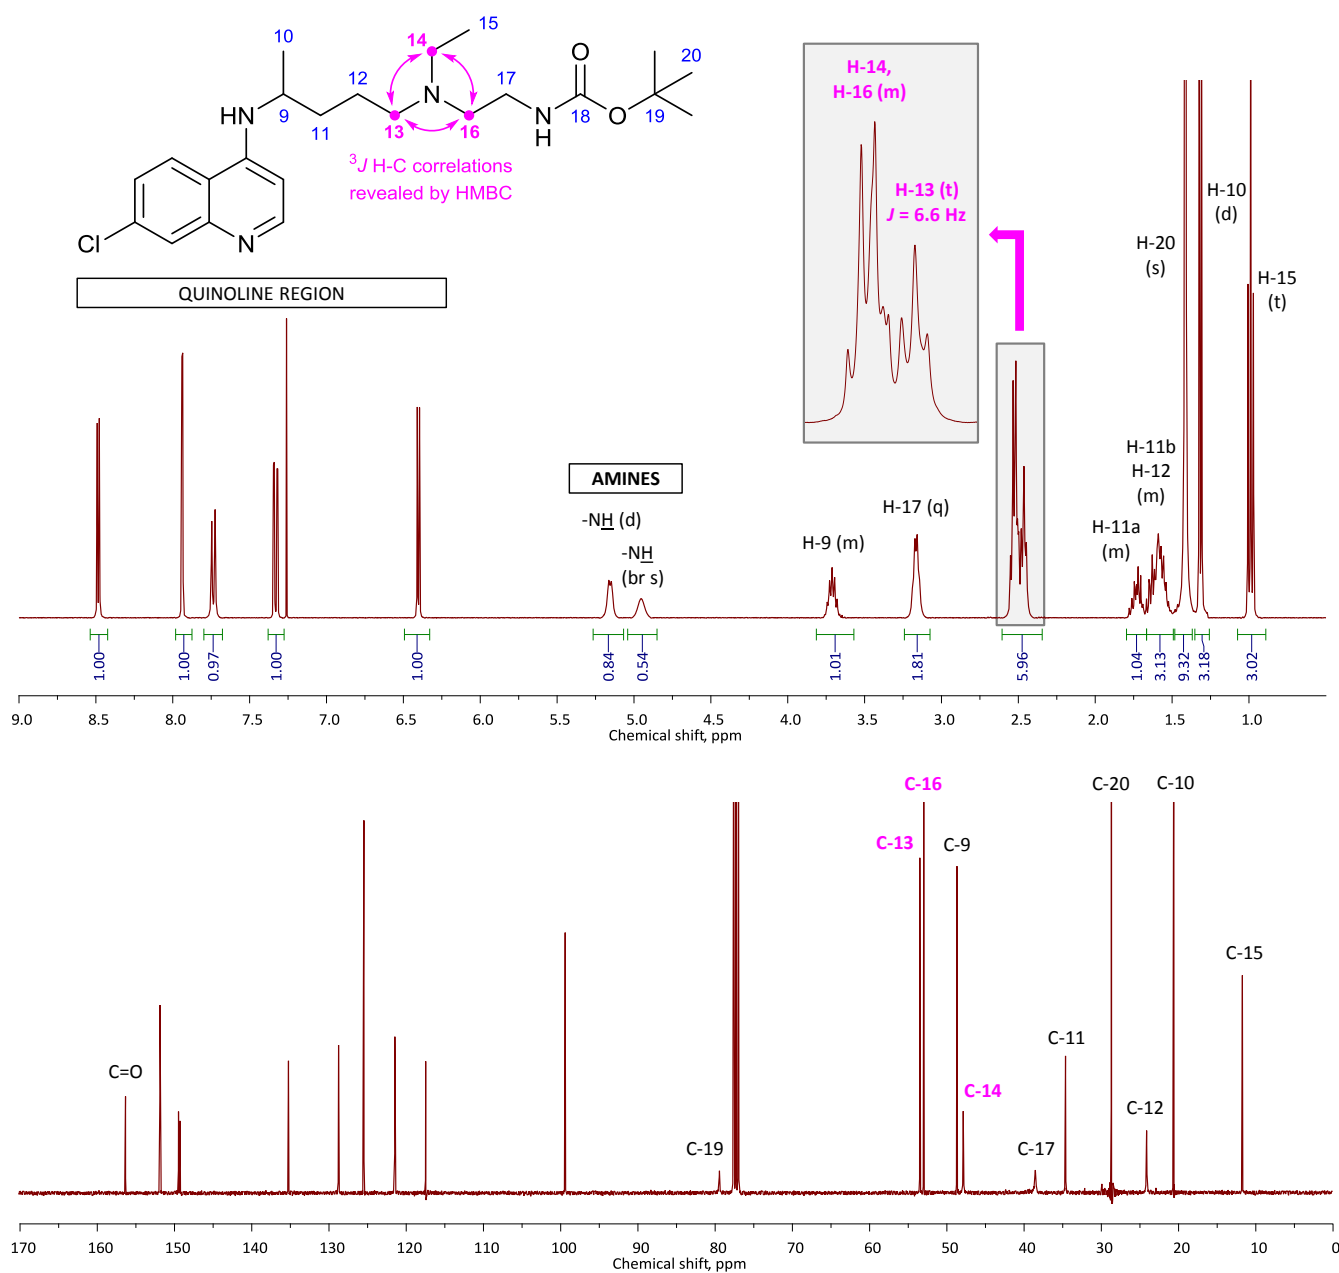 10
15
14
20
12
17
O
HN
9
N
N
H
18
O
19
11
13
16
³J H-C correlations
revealed by HMBC
Cl
N
H-14,
H-16 (m)
H-13 (t)
J = 6.6 Hz
H-10
(d)
H-20
(s)
H-15
(t)
QUINOLINE REGION
AMINES
-NH (d)
-NH
(br s)
H-9 (m)
H-17 (q)
H-11b
H-12
(m)
H-11a
(m)
1.00
1.00
0.97
1.00
1.00
0.84
0.54
1.01
1.81
5.96
1.04
3.13
9.32
3.18
3.02
9.0 8.5 8.0 7.5 7.0 6.5 6.0 5.5 5.0 4.5 4.0 3.5 3.0 2.5 2.0 1.5 1.0
Chemical shift, ppm
C-16
C-20
C-10
C-13
C-9
C-15
C-11
C=O
C-14
C-12
C-19
C-17
170 160 150 140 130 120 110 100 90 80 70 60 50 40 30 20 10 0
Chemical shift, ppm